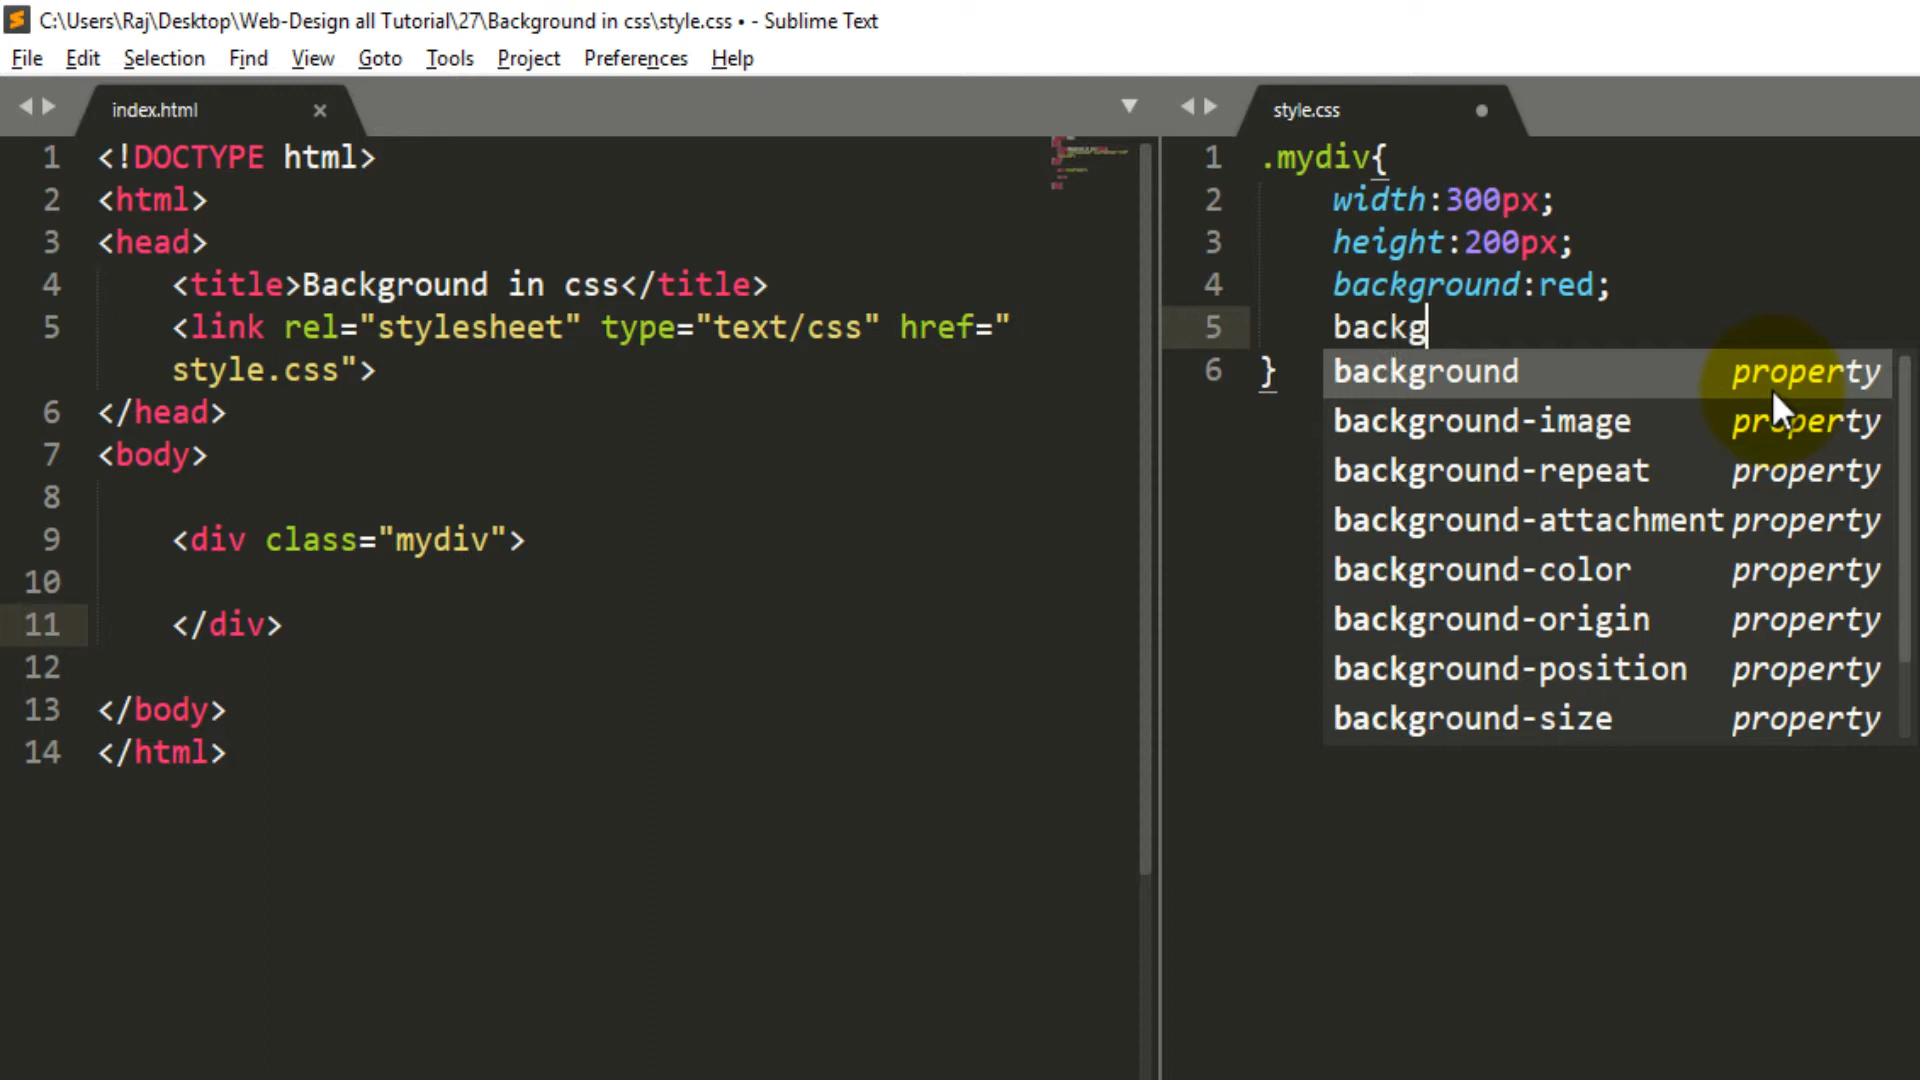 C:\Users\Raj\Desktop\Web-Design all Tutorial\27\Background in css\style.css • - Sublime Text
File Edit Selection Find View Goto Tools Project Preferences Help
index.html
1 <!DOCTYPE html>
2 <html>
3 <head>
4 <title>Background in css</title>
5 <link rel="stylesheet" type="text/css" href="
style.css">
6 </head>
7 <body>
8
9 <div class="mydiv">
10
11 </div>
12
13 </body>
14 </html>
style.css
1 .mydiv{
2 width:300px;
3 height:200px;
4 background:red;
5 backg
6 }
background property
background-image property
background-repeat property
background-attachment property
background-color property
background-origin property
background-position property
background-size property